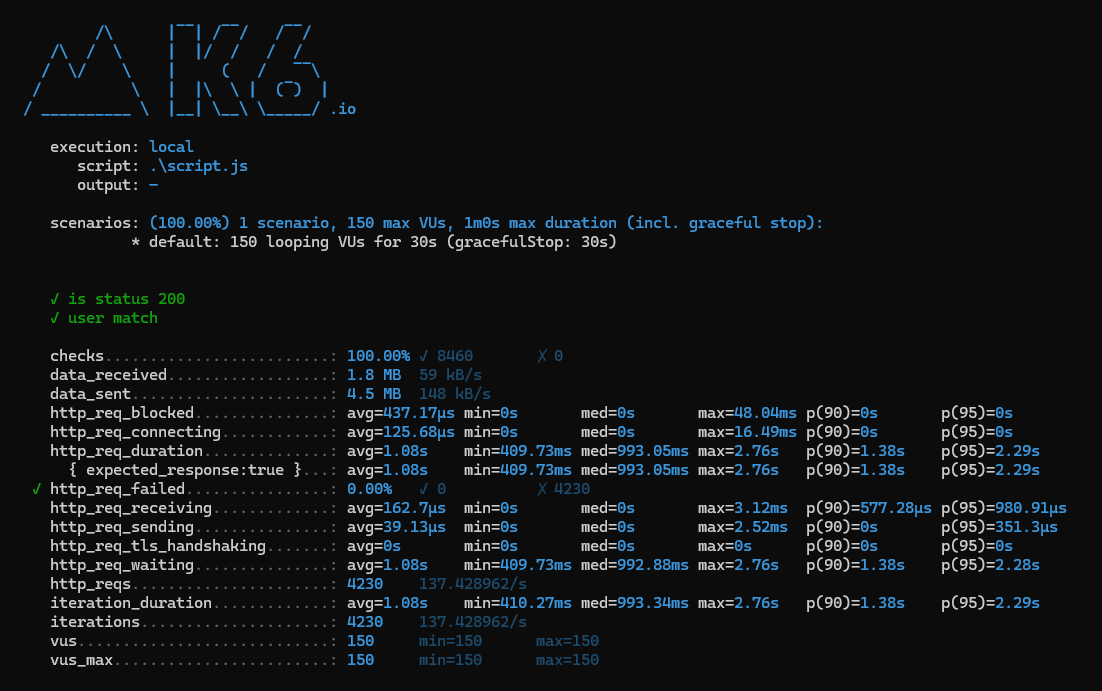 /\      |‾‾| /‾‾/   /‾‾/
     /\  /  \     |  |/  /   /  /
    /  \/    \    |     (   /   ‾‾\
   /          \   |  |\  \ |  (‾)  |
  / __________ \  |__| \__\ \_____/ .io
execution: local
script: .\script.js
output: -
scenarios: (100.00%) 1 scenario, 150 max VUs, 1m0s max duration (incl. graceful stop):
* default: 150 looping VUs for 30s (gracefulStop: 30s)
✓ is status 200
✓ user match
checks.........................: 100.00% ✓ 8460       ✗ 0
data_received..................: 1.8 MB  59 kB/s
data_sent......................: 4.5 MB  148 kB/s
http_req_blocked...............: avg=437.17µs min=0s       med=0s       max=48.04ms p(90)=0s       p(95)=0s
http_req_connecting............: avg=125.68µs min=0s       med=0s       max=16.49ms p(90)=0s       p(95)=0s
http_req_duration..............: avg=1.08s    min=409.73ms med=993.05ms max=2.76s   p(90)=1.38s    p(95)=2.29s
{ expected_response:true }...: avg=1.08s    min=409.73ms med=993.05ms max=2.76s   p(90)=1.38s    p(95)=2.29s
✓ http_req_failed................: 0.00%   ✓ 0          ✗ 4230
http_req_receiving.............: avg=162.7µs  min=0s       med=0s       max=3.12ms  p(90)=577.28µs p(95)=980.91µs
http_req_sending...............: avg=39.13µs  min=0s       med=0s       max=2.52ms  p(90)=0s       p(95)=351.3µs
http_req_tls_handshaking.......: avg=0s       min=0s       med=0s       max=0s      p(90)=0s       p(95)=0s
http_req_waiting...............: avg=1.08s    min=409.73ms med=992.88ms max=2.76s   p(90)=1.38s    p(95)=2.28s
http_reqs......................: 4230    137.428962/s
iteration_duration.............: avg=1.08s    min=410.27ms med=993.34ms max=2.76s   p(90)=1.38s    p(95)=2.29s
iterations.....................: 4230    137.428962/s
vus............................: 150     min=150      max=150
vus_max........................: 150     min=150      max=150